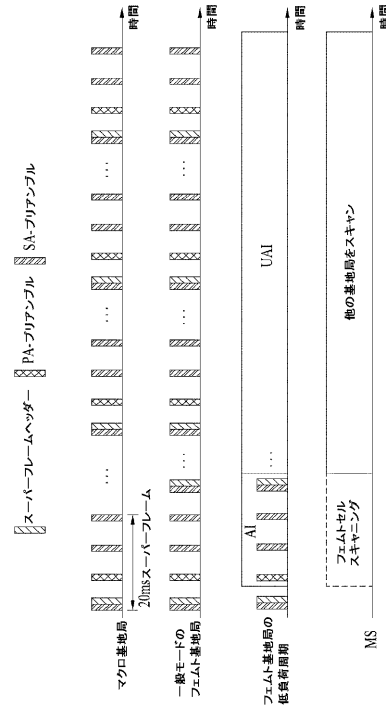 スーパーフレームヘッダー
PA-プリアンブル
SA-プリアンブル
マクロ基地局
20msスーパーフレーム
...
...
時間
一般モードの
フェムト基地局
...
...
時間
フェムト基地局の
低負荷周期
AI
...
UAI
時間
MS
フェムトセル
スキャニング
他の基地局をスキャン
時間